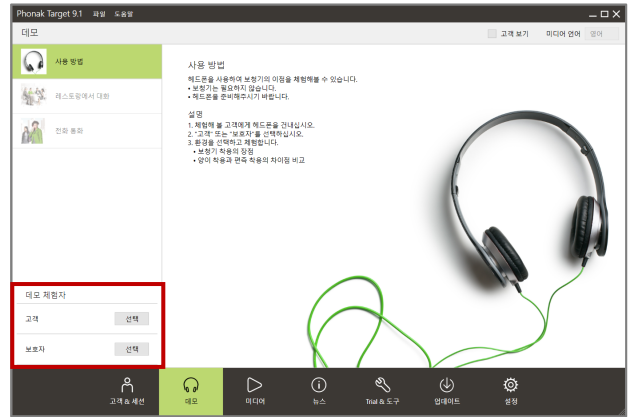 Phonak Target 9.1 파일 도움말
데모
고객 보기 미디어 언어 영어
사용 방법
레스토랑에서 대화
전화 통화
사용 방법
헤드폰을 사용하여 보청기의 이점을 체험해볼 수 있습니다.
• 보청기는 필요하지 않습니다.
• 헤드폰을 준비해주시기 바랍니다.
설명
1. 체험해 볼 고객에게 헤드폰을 건네십시오.
2. "고객" 또는 "보호자"를 선택하십시오.
3. 환경을 선택하고 체험합니다.
• 보청기 착용의 장점
• 양이 착용과 편측 착용의 차이점 비교
데모 체험자
고객 선택
보호자 선택
고객 & 세션 데모 미디어 뉴스 Trial & 도구 업데이트 설정